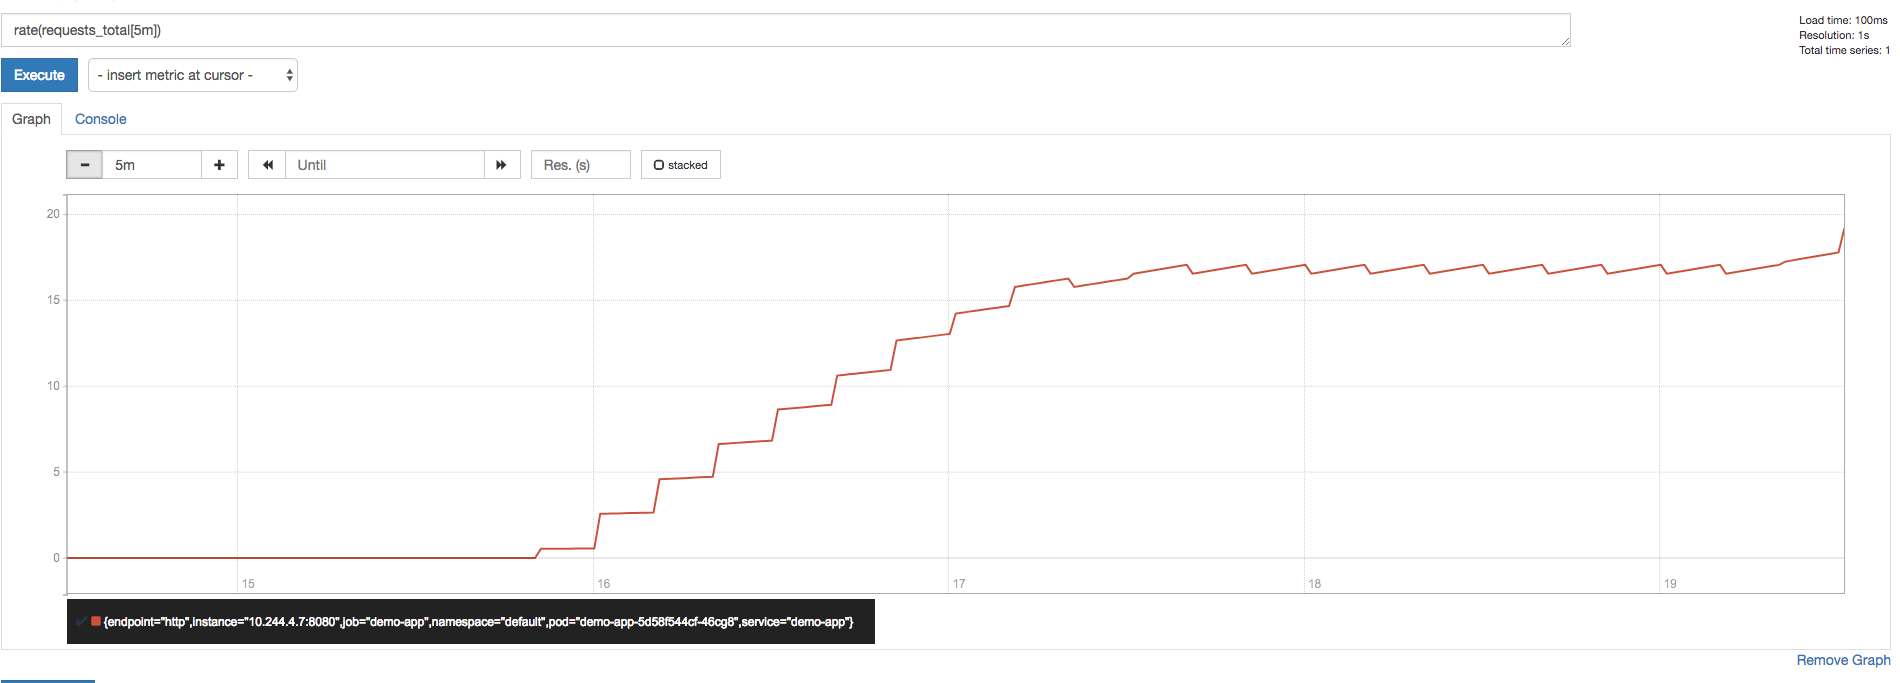 rate(requests_total[5m])
Load time: 100ms
Resolution: 1s
Total time series: 1
Execute
- insert metric at cursor -
Graph
Console
5m
Until
Res. (s)
stacked
20
15
10
5
0
15
16
17
18
19
{endpoint="http",instance="10.244.4.7:8080",job="demo-app",namespace="default",pod="demo-app-5d58f544cf-46cg8",service="demo-app"}
Remove Graph